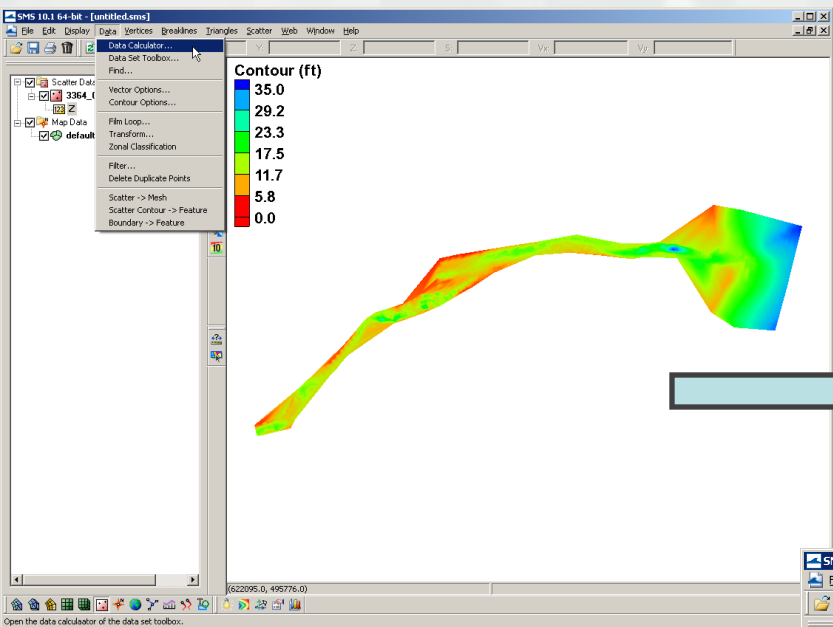 SMS 10.1 64-bit - [untitled.sms]
File Edit Display Data Vertices Breaklines Triangles Scatter Web Window Help
Y: Z: S: Vx: Vy:
Data Calculator...
Data Set Toolbox...
Find...
Vector Options...
Contour Options...
Film Loop...
Transform...
Zonal Classification
Filter...
Delete Duplicate Points
Scatter -> Mesh
Scatter Contour -> Feature
Boundary -> Feature
Scatter Data
3364_
123 Z
Map Data
default
10
Contour (ft)
35.0
29.2
23.3
17.5
11.7
5.8
0.0
(622095.0, 495776.0)
Open the data calculaator of the data set toolbox.